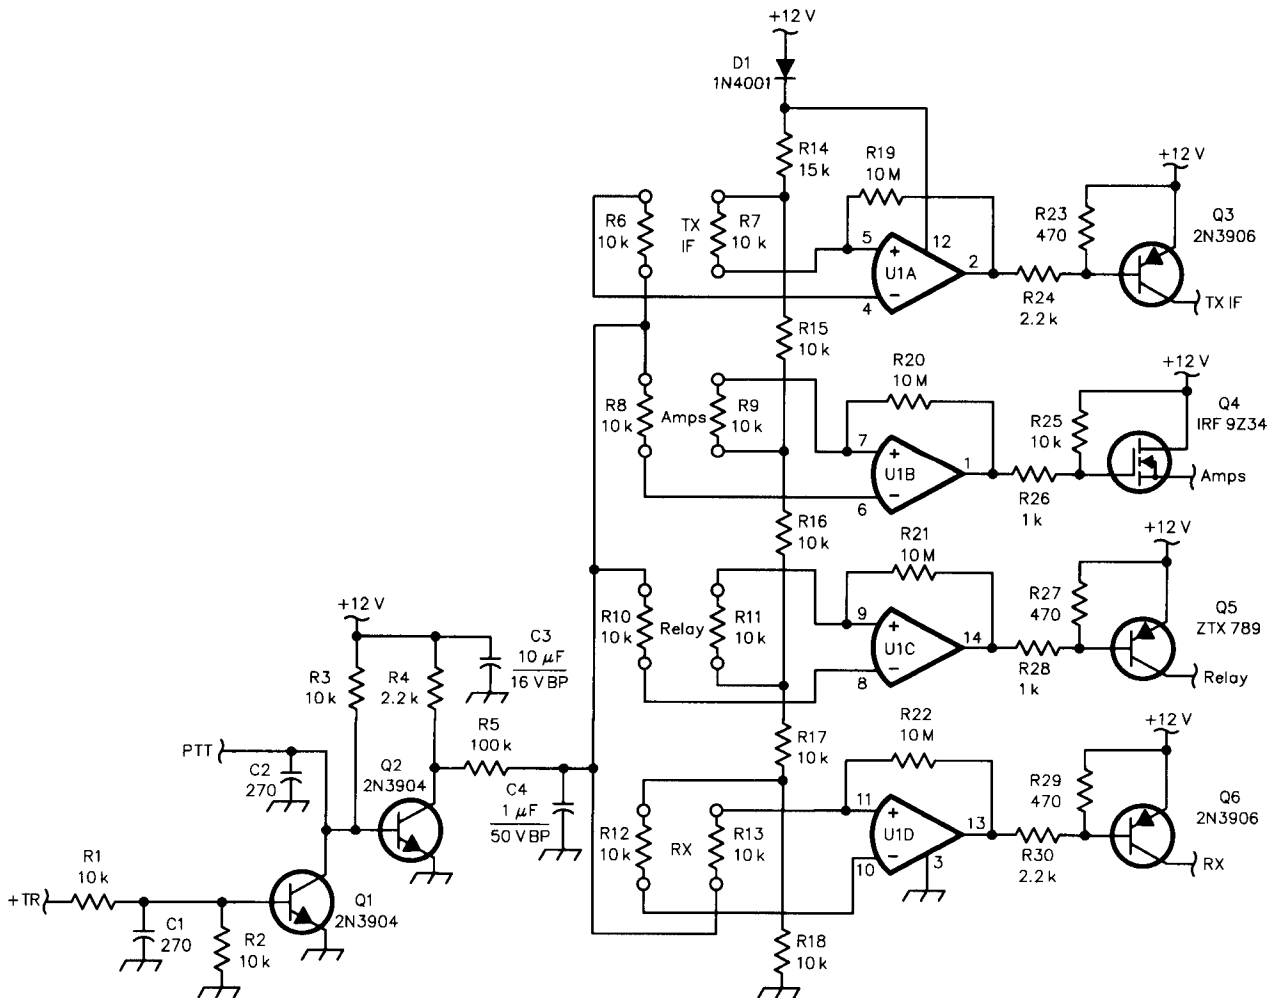 +12 V
D1
1N4001
R14
15 k
R19
10 M
+12 V
R6
10 k
TX
IF
R7
10 k
5
+
U1A
−
4
12
2
R23
470
Q3
2N3906
R24
2.2 k
TX IF
R15
10 k
R20
10 M
+12 V
R8
10 k
Amps
R9
10 k
7
+
U1B
−
6
1
R25
10 k
Q4
IRF 9Z34
R26
1 k
Amps
R16
10 k
R21
10 M
+12 V
R10
10 k
Relay
R11
10 k
9
+
U1C
−
8
14
R27
470
Q5
ZTX 789
R28
1 k
Relay
+12 V
C3
10 μF
16 V BP
R3
10 k
R4
2.2 k
R5
100 k
PTT
C2
270
Q2
2N3904
C4
1 μF
50 V BP
R17
10 k
R22
10 M
+12 V
R12
10 k
RX
R13
10 k
11
+
U1D
−
10
3
13
R29
470
Q6
2N3906
R30
2.2 k
RX
R1
10 k
+TR
C1
270
R2
10 k
Q1
2N3904
R18
10 k